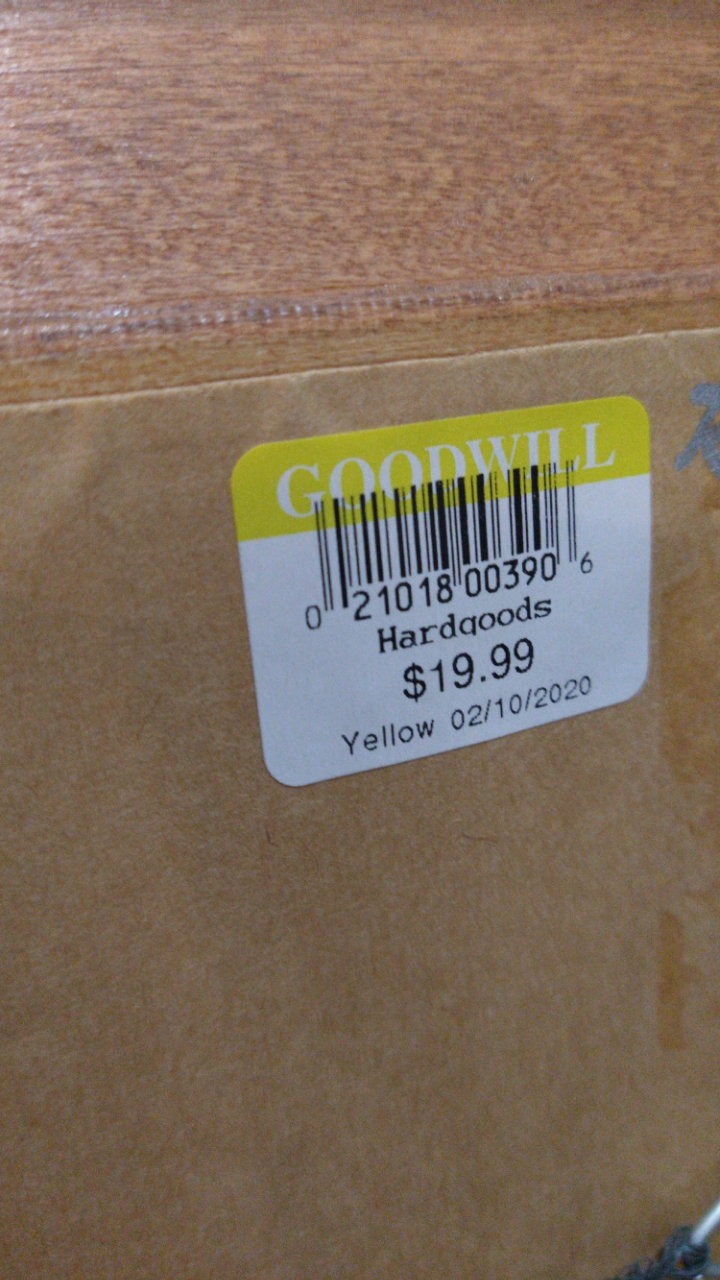 GOODWILL
0 21018 00390 6
Hardgoods
$19.99
Yellow 02/10/2020